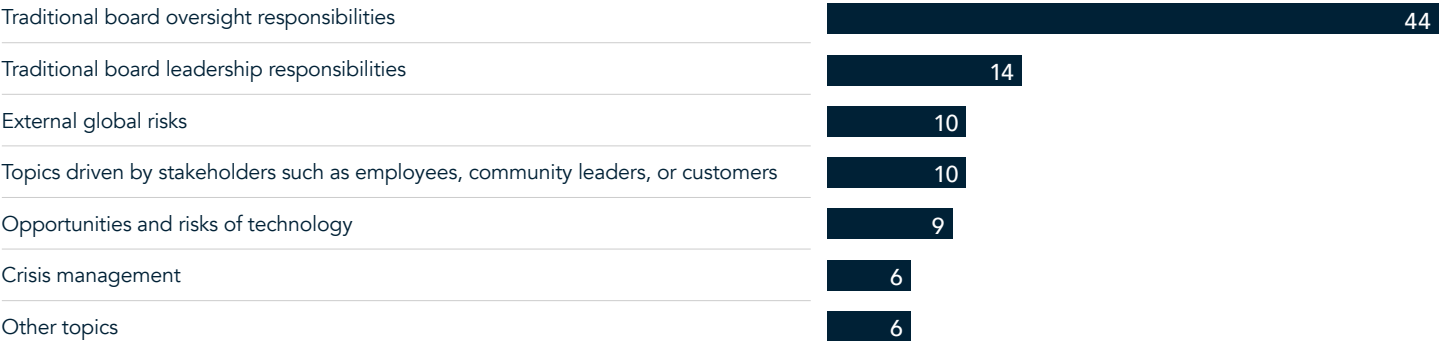 Traditional board oversight responsibilities 44
Traditional board leadership responsibilities 14
External global risks 10
Topics driven by stakeholders such as employees, community leaders, or customers 10
Opportunities and risks of technology 9
Crisis management 6
Other topics 6